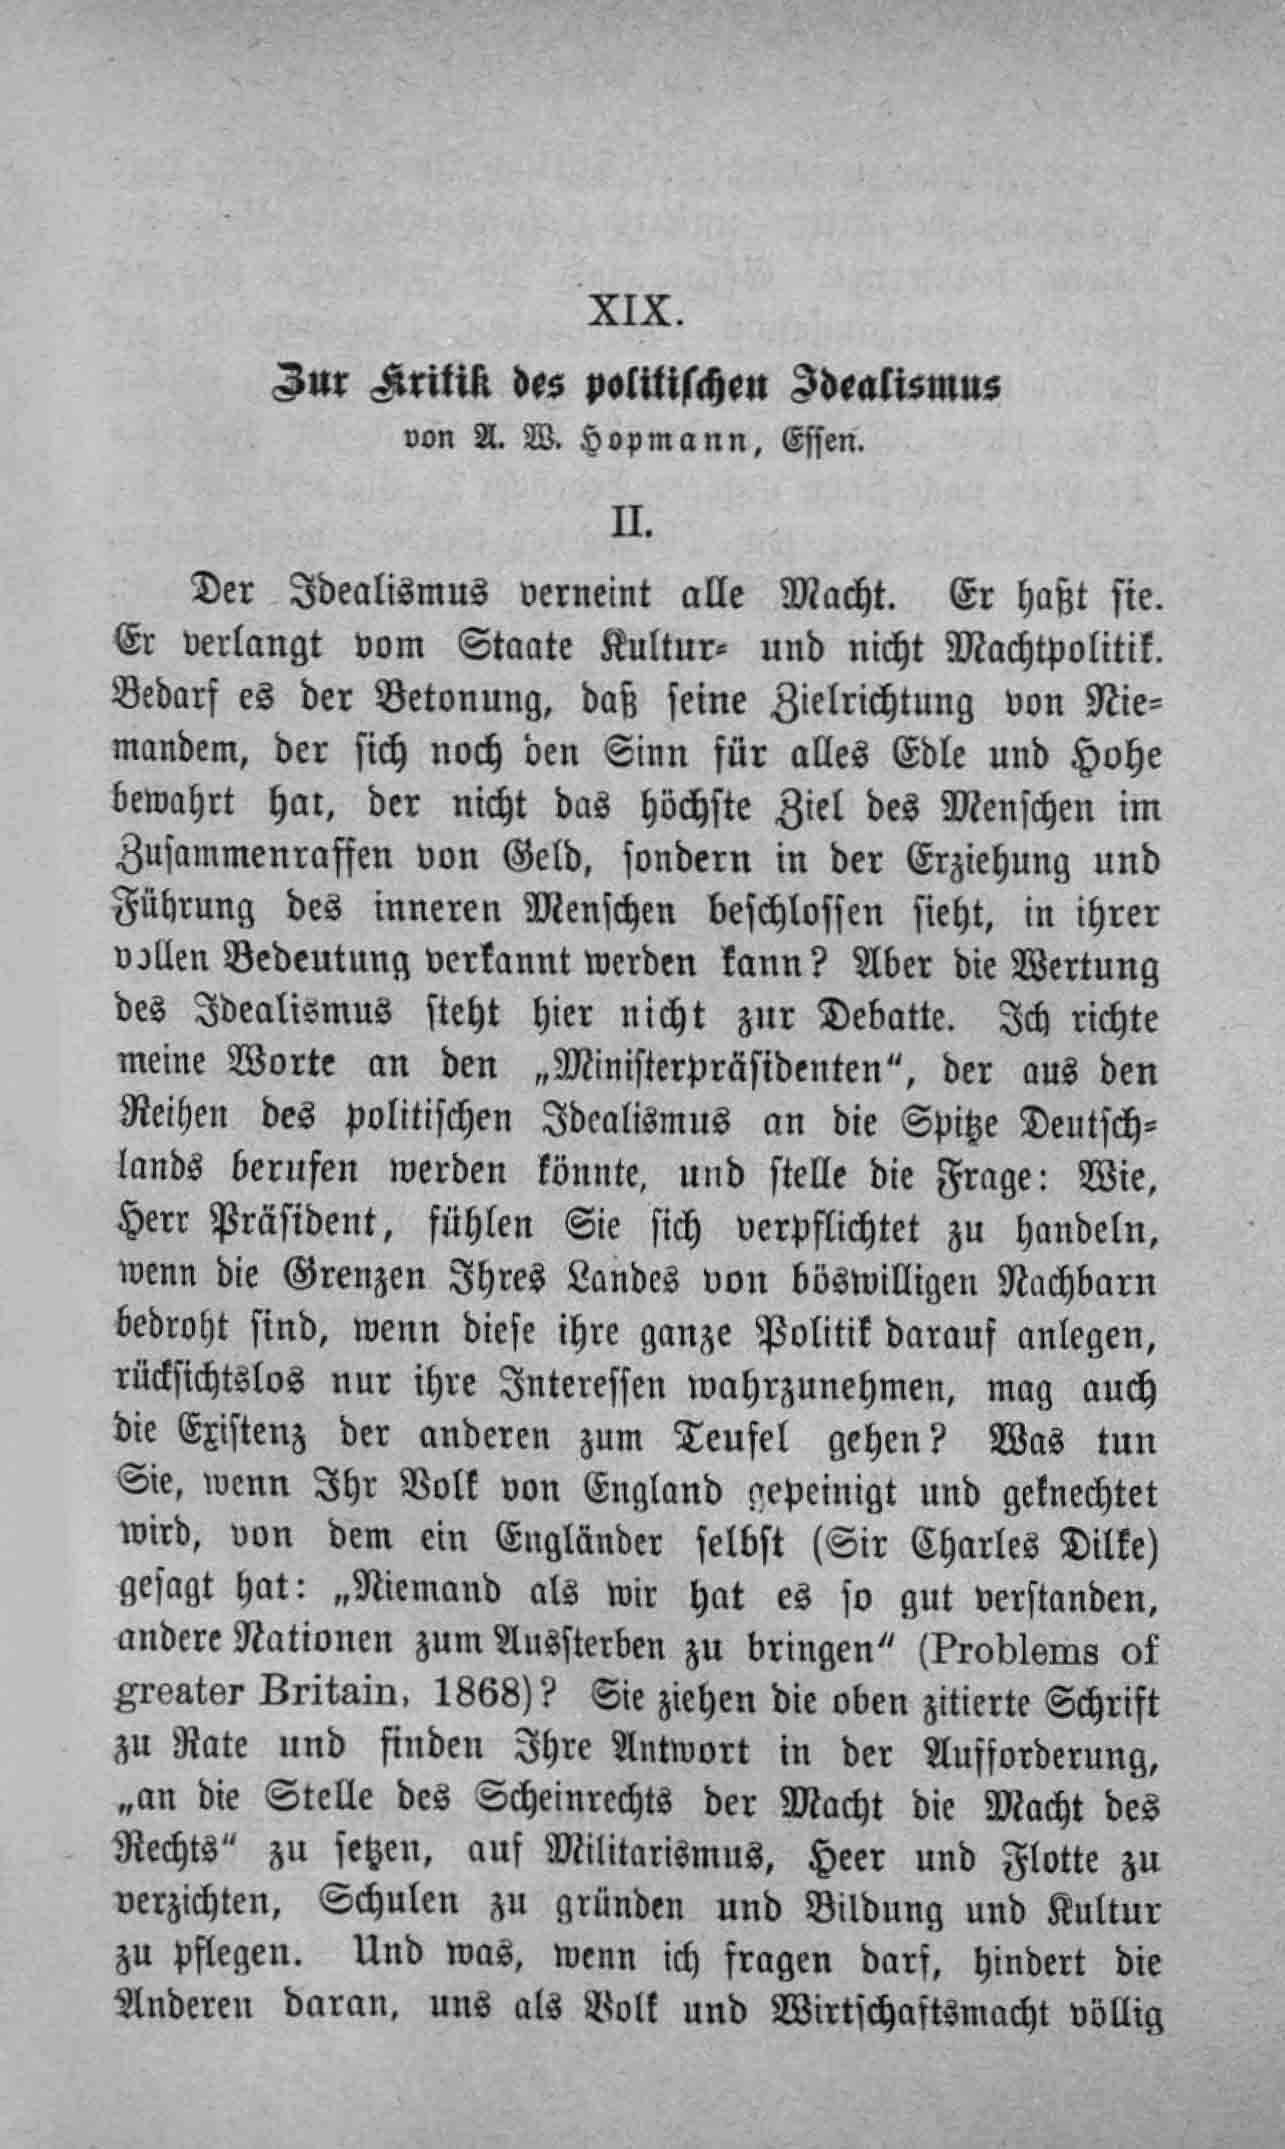 XIX.
Zur Kritik des politischen Idealismus
von A. W. Hopmann, Essen.
II.
Der Idealismus verneint alle Macht. Er haßt sie.
Er verlangt vom Staate Kultur- und nicht Machtpolitik.
Bedarf es der Betonung, daß seine Zielrichtung von Nie-
mandem, der sich noch den Sinn für alles Edle und Hohe
bewahrt hat, der nicht das höchste Ziel des Menschen im
Zusammenraffen von Geld, sondern in der Erziehung und
Führung des inneren Menschen beschlossen sieht, in ihrer
vollen Bedeutung verkannt werden kann? Aber die Wertung
des Idealismus steht hier nicht zur Debatte. Ich richte
meine Worte an den „Ministerpräsidenten“, der aus den
Reihen des politischen Idealismus an die Spitze Deutsch-
lands berufen werden könnte, und stelle die Frage: Wie,
Herr Präsident, fühlen Sie sich verpflichtet zu handeln,
wenn die Grenzen Ihres Landes von böswilligen Nachbarn
bedroht sind, wenn diese ihre ganze Politik darauf anlegen,
rücksichtslos nur ihre Interessen wahrzunehmen, mag auch
die Existenz der anderen zum Teufel gehen? Was tun
Sie, wenn Ihr Volk von England gepeinigt und geknechtet
wird, von dem ein Engländer selbst (Sir Charles Dilke)
gesagt hat: „Niemand als wir hat es so gut verstanden,
andere Nationen zum Aussterben zu bringen“ (Problems of
greater Britain, 1868)? Sie ziehen die oben zitierte Schrift
zu Rate und finden Ihre Antwort in der Aufforderung,
„an die Stelle des Scheinrechts der Macht die Macht des
Rechts“ zu setzen, auf Militarismus, Heer und Flotte zu
verzichten, Schulen zu gründen und Bildung und Kultur
zu pflegen. Und was, wenn ich fragen darf, hindert die
Anderen daran, uns als Volk und Wirtschaftsmacht völlig